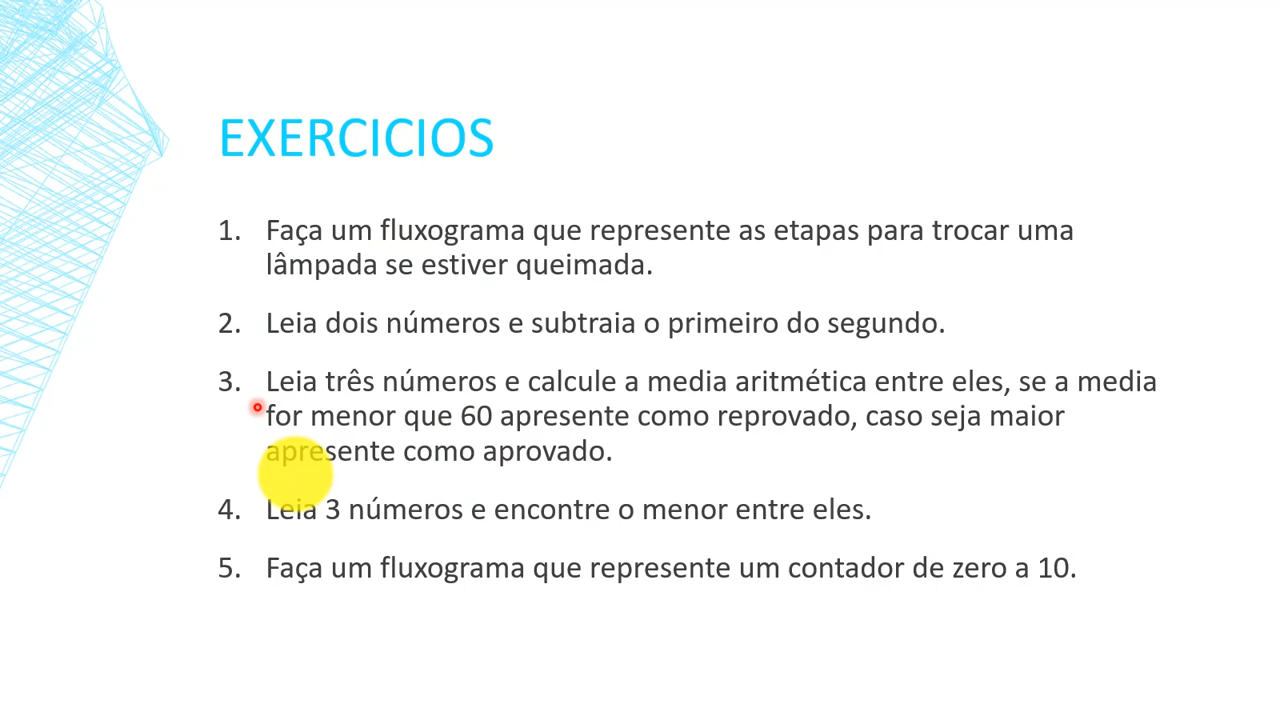 EXERCICIOS
1. Faça um fluxograma que represente as etapas para trocar uma
lâmpada se estiver queimada.
2. Leia dois números e subtraia o primeiro do segundo.
3. Leia três números e calcule a media aritmética entre eles, se a media
for menor que 60 apresente como reprovado, caso seja maior
apresente como aprovado.
4. Leia 3 números e encontre o menor entre eles.
5. Faça um fluxograma que represente um contador de zero a 10.